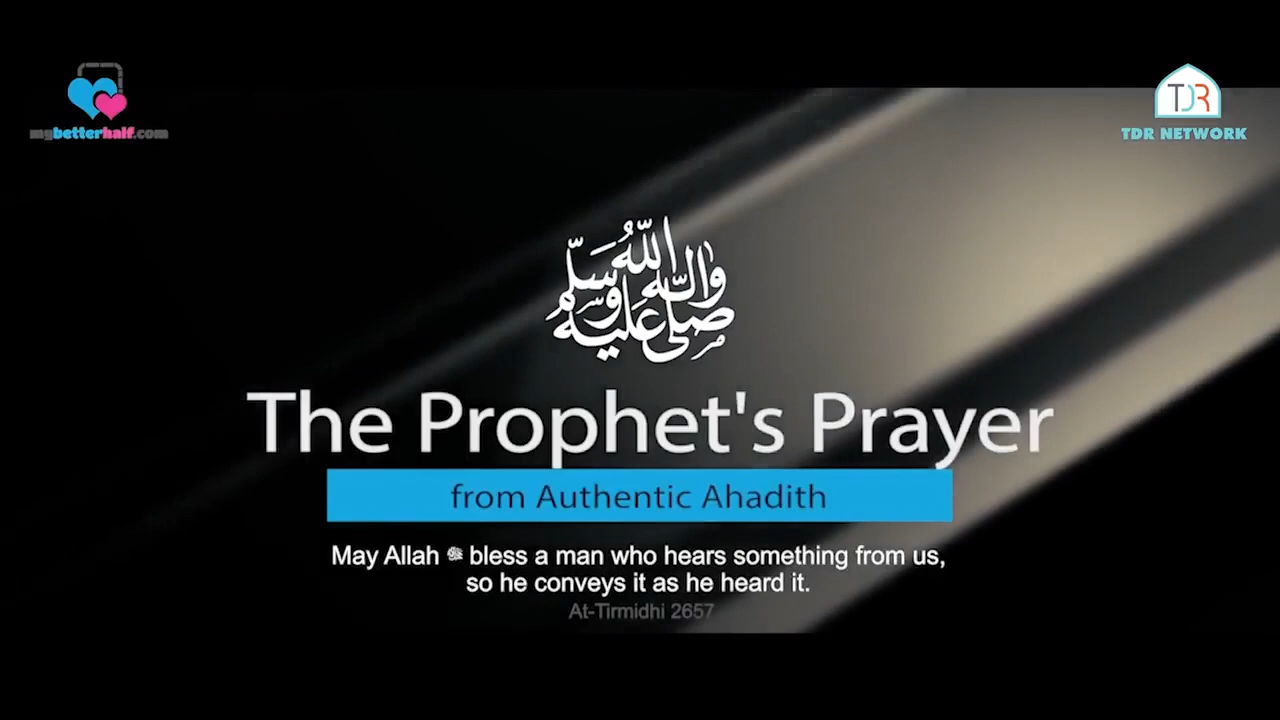 mybetterhalf.com
TDR
TDR NETWORK
صلى الله عليه وآله وسلم
The Prophet's Prayer
from Authentic Ahadith
May Allah ﷻ bless a man who hears something from us,
so he conveys it as he heard it.
At-Tirmidhi 2657